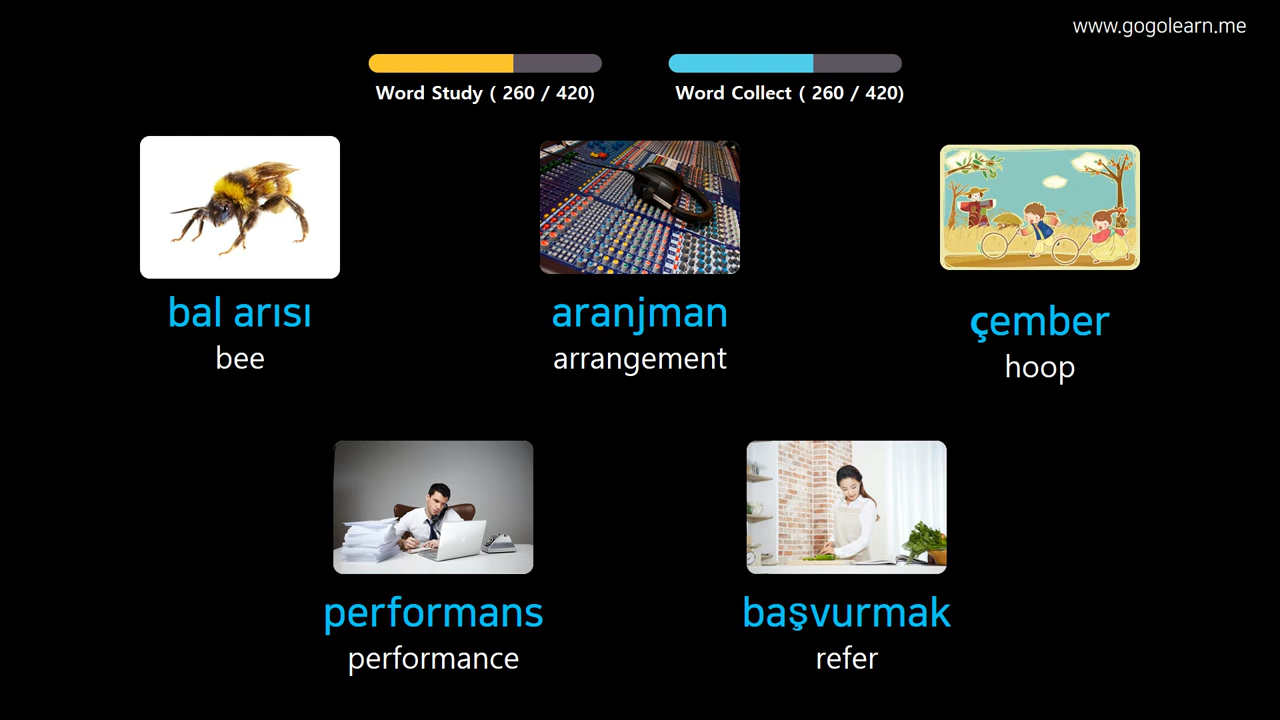 www.gogolearn.me
Word Study ( 260 / 420)
Word Collect ( 260 / 420)
bal arısı
bee
aranjman
arrangement
çember
hoop
performans
performance
başvurmak
refer